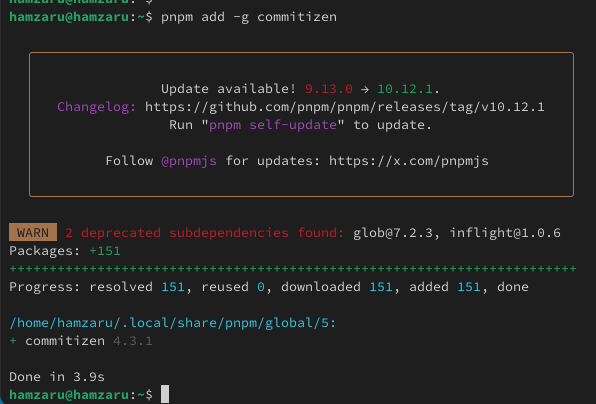 hamzaru@hamzaru:~$
hamzaru@hamzaru:~$ pnpm add -g commitizen
Update available! 9.13.0 → 10.12.1.
Changelog: https://github.com/pnpm/pnpm/releases/tag/v10.12.1
Run "pnpm self-update" to update.
Follow @pnpmjs for updates: https://x.com/pnpmjs
WARN 2 deprecated subdependencies found: glob@7.2.3, inflight@1.0.6
Packages: +151
+++++++++++++++++++++++++++++++++++++++++++++++++++++++++++++++++++++++
Progress: resolved 151, reused 0, downloaded 151, added 151, done
/home/hamzaru/.local/share/pnpm/global/5:
+ commitizen 4.3.1
Done in 3.9s
hamzaru@hamzaru:~$